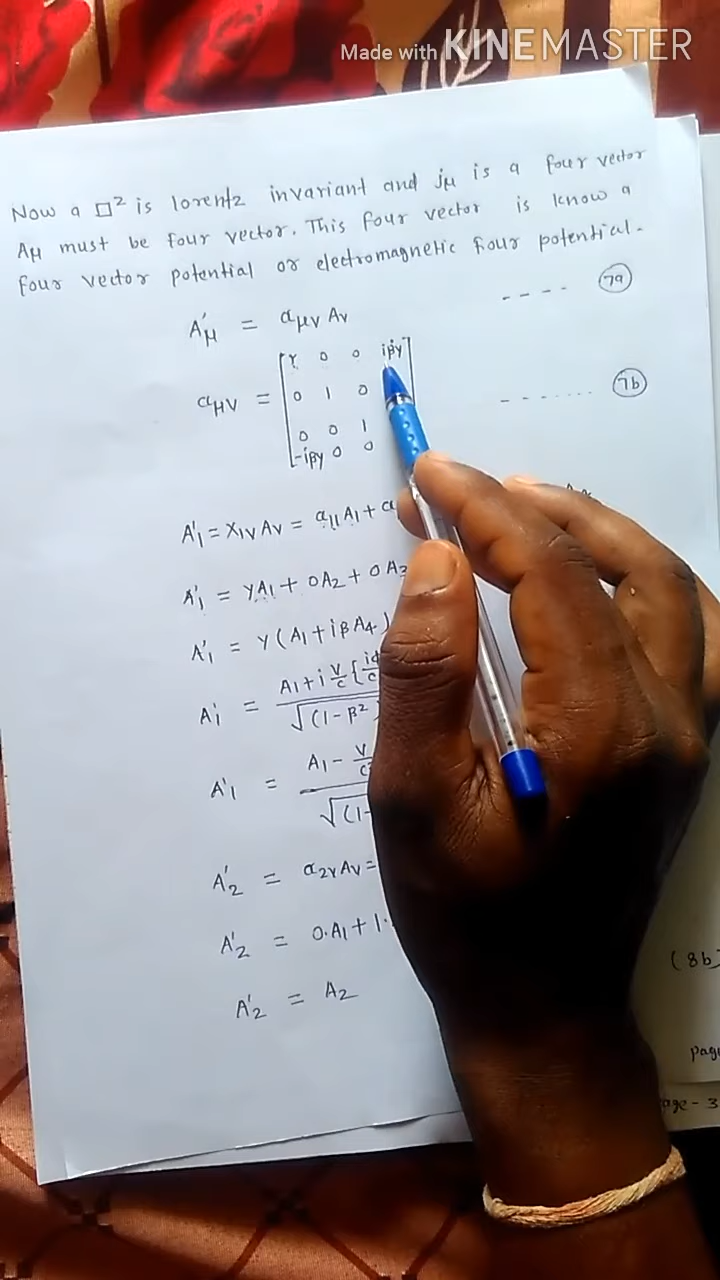 Made with KINEMASTER
Now a □² is lorentz invariant and jμ is a four vector
Aμ must be four vector. This four vector is know a
four vector potential or electromagnetic four potential.
A'μ = αμν Aν ---- (7a)
αμν = [γ 0 0 iβγ
0 1 0
0 0 1
-iβγ 0 0 ------- (7b)
A'1 = X1ν Aν = α11 A1 + α
A'1 = γA1 + 0A2 + 0A3
A'1 = γ(A1 + iβA4)
A'1 = A1 + i v/c { / √(1-β²)
A'1 = A1 - v / √(1-
A'2 = α2ν Aν =
A'2 = 0.A1 + 1.
(8b)
A'2 = A2